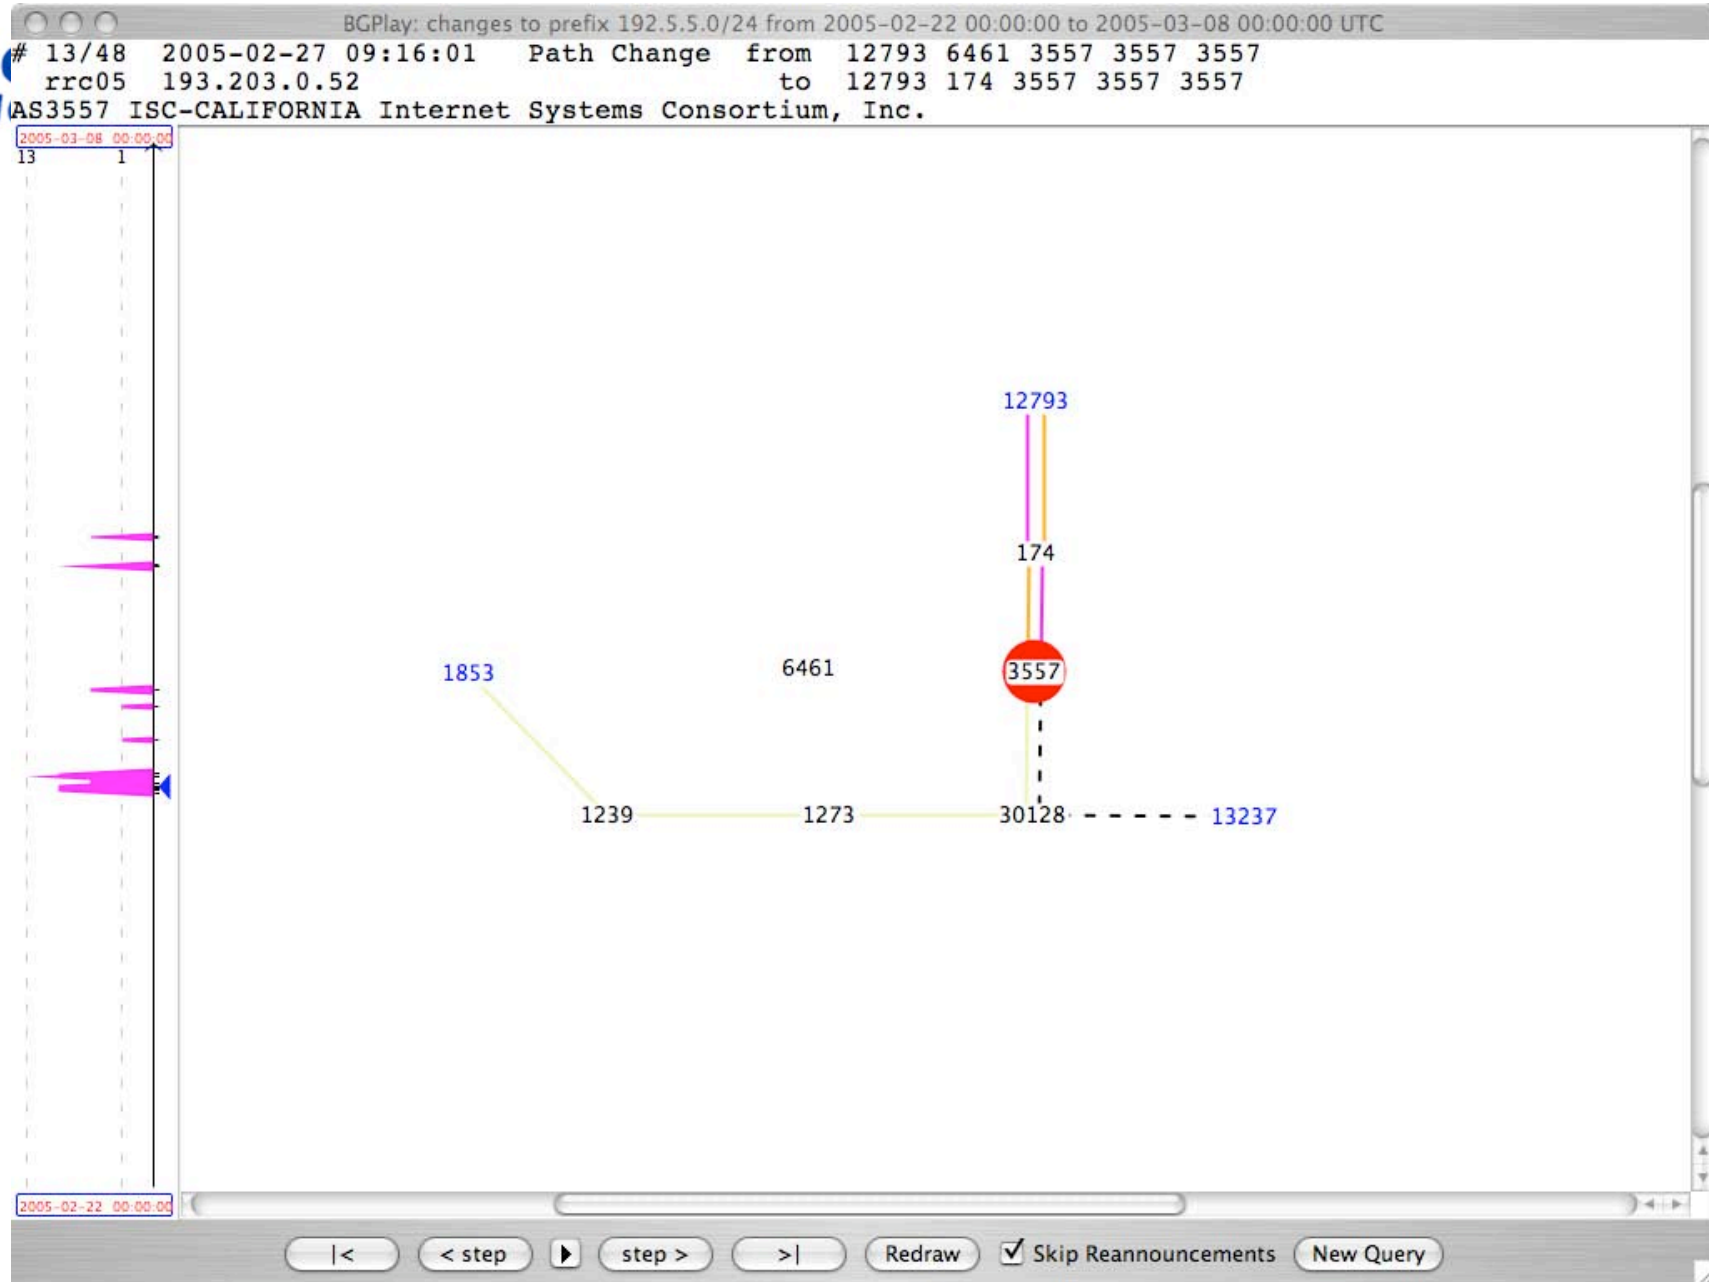 BGPlay: changes to prefix 192.5.5.0/24 from 2005-02-22 00:00:00 to 2005-03-08 00:00:00 UTC
# 13/48 2005-02-27 09:16:01 Path Change from 12793 6461 3557 3557 3557
rrc05 193.203.0.52 to 12793 174 3557 3557 3557
AS3557 ISC-CALIFORNIA Internet Systems Consortium, Inc.
2005-03-08 00:00:00
13 1
12793
174
1853 6461 3557
1239 1273 30128 13237
2005-02-22 00:00:00
|< < step step > >| Redraw Skip Reannouncements New Query